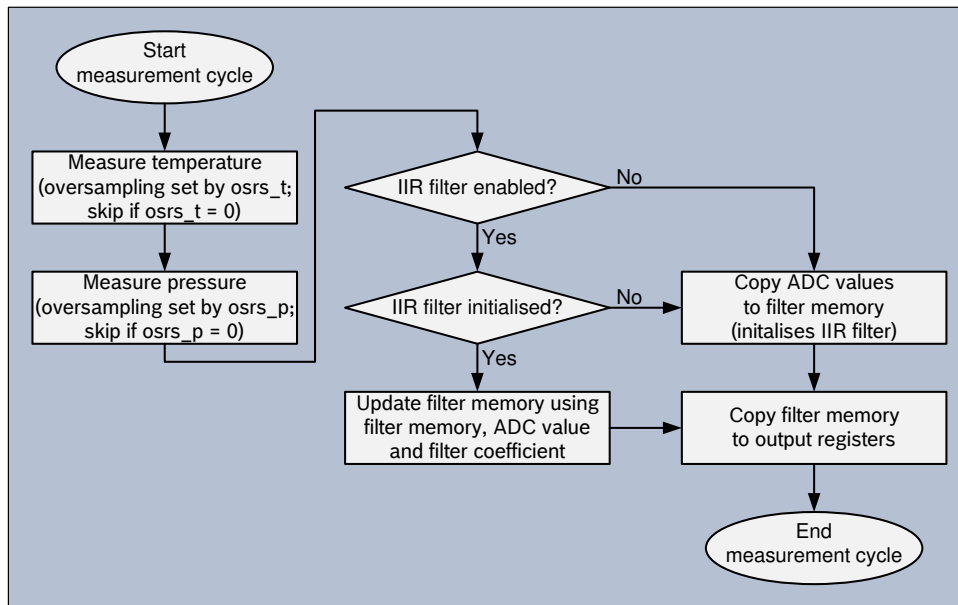 Start
measurement cycle
Measure temperature
(oversampling set by osrs_t;
skip if osrs_t = 0)
Measure pressure
(oversampling set by osrs_p;
skip if osrs_p = 0)
IIR filter enabled?
No
Yes
IIR filter initialised?
No
Yes
Copy ADC values
to filter memory
(initalises IIR filter)
Update filter memory using
filter memory, ADC value
and filter coefficient
Copy filter memory
to output registers
End
measurement cycle